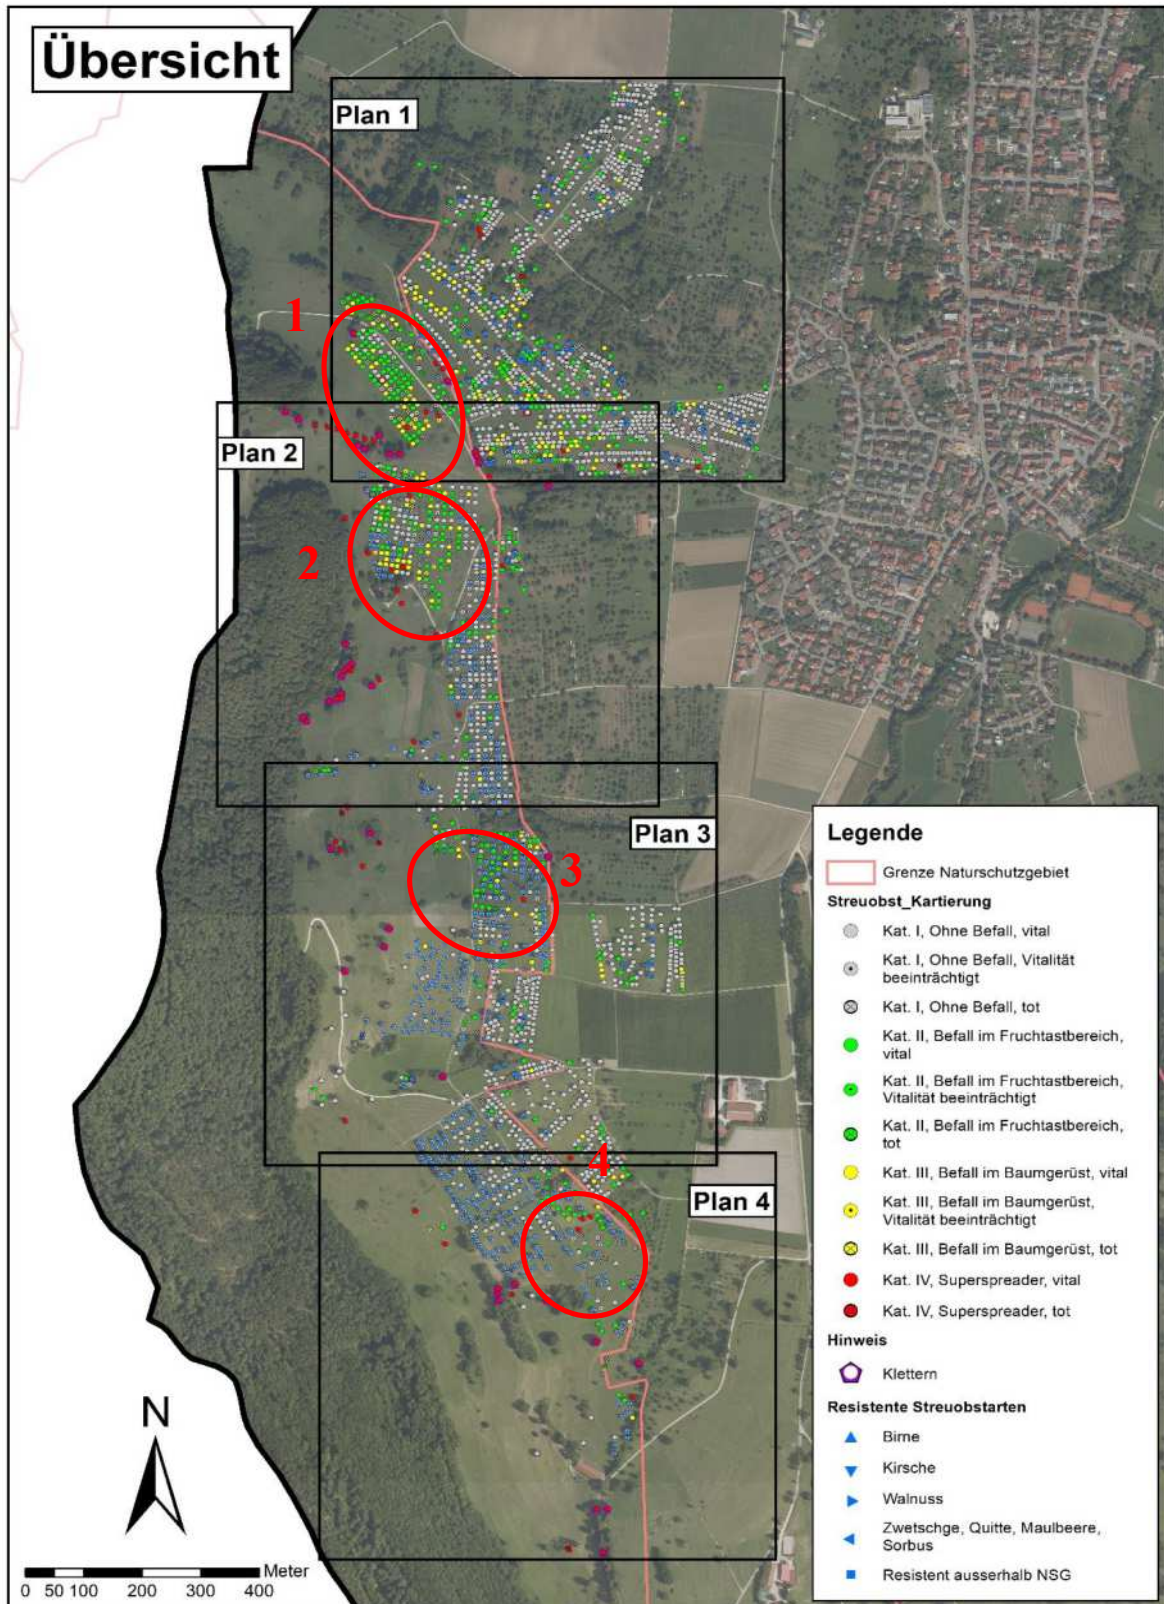 Übersicht
Plan 1
1
Plan 2
2
Plan 3
3
4
Plan 4
N
Meter
0 50 100 200 300 400
Legende
Grenze Naturschutzgebiet
Streuobst_Kartierung
Kat. I, Ohne Befall, vital
Kat. I, Ohne Befall, Vitalität
beeinträchtigt
Kat. I, Ohne Befall, tot
Kat. II, Befall im Fruchtastbereich,
vital
Kat. II, Befall im Fruchtastbereich,
Vitalität beeinträchtigt
Kat. II, Befall im Fruchtastbereich,
tot
Kat. III, Befall im Baumgerüst, vital
Kat. III, Befall im Baumgerüst,
Vitalität beeinträchtigt
Kat. III, Befall im Baumgerüst, tot
Kat. IV, Superspreader, vital
Kat. IV, Superspreader, tot
Hinweis
Klettern
Resistente Streuobstarten
Birne
Kirsche
Walnuss
Zwetschge, Quitte, Maulbeere,
Sorbus
Resistent ausserhalb NSG